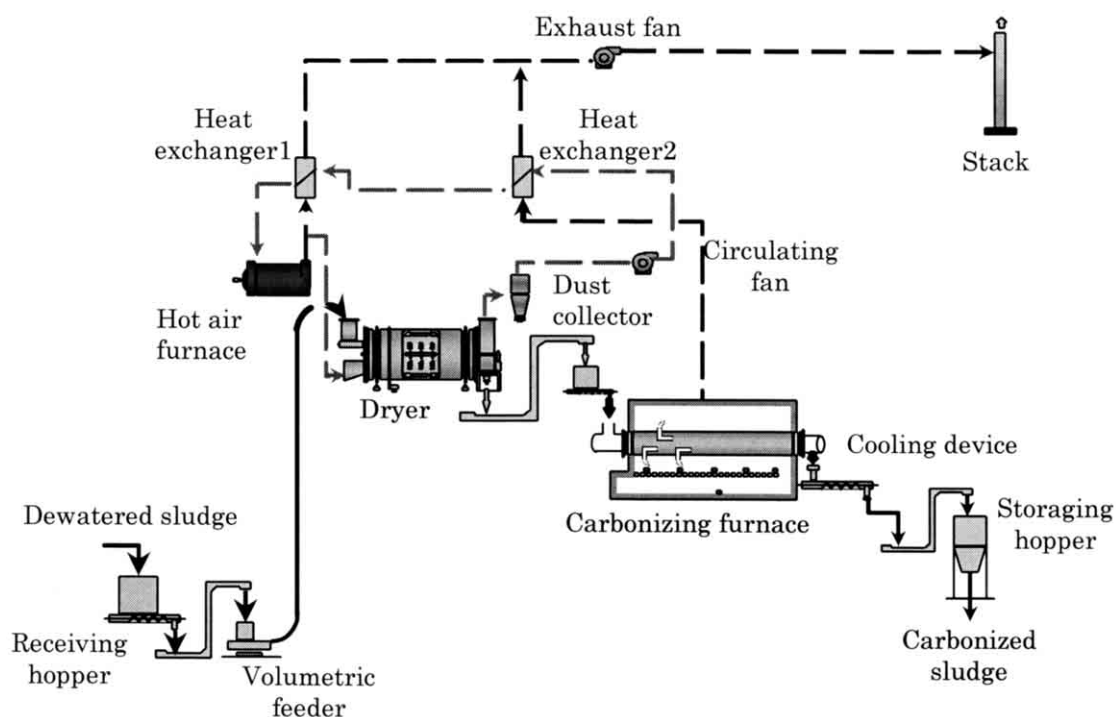 Exhaust fan
Heat
exchanger1
Heat
exchanger2
Stack
Circulating
fan
Dust
collector
Hot air
furnace
Dryer
Cooling device
Carbonizing furnace
Storaging
hopper
Dewatered sludge
Receiving
hopper
Volumetric
feeder
Carbonized
sludge